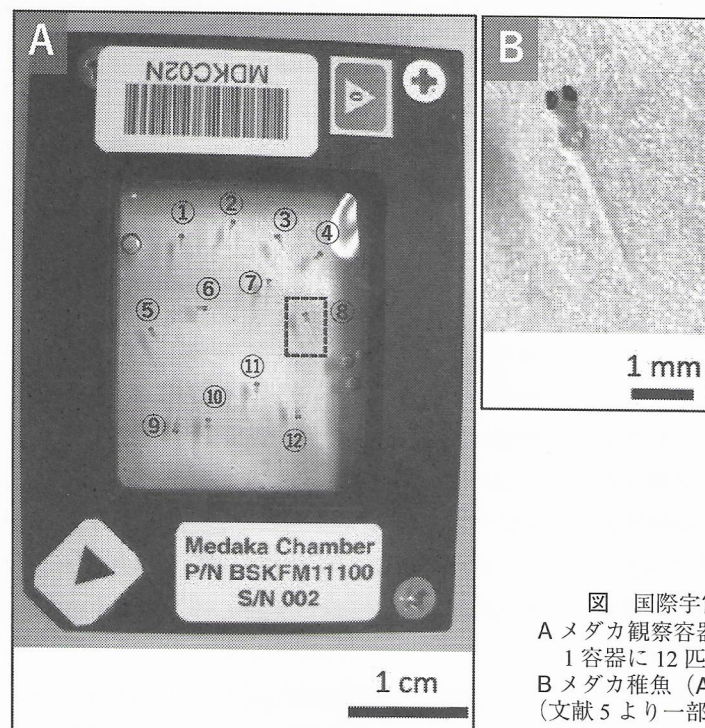 A
MDKC02N
0
① ② ③ ④
⑤ ⑥ ⑦ ⑧
⑨ ⑩ ⑪ ⑫
Medaka Chamber
P/N BSKFM11100
S/N 002
1 cm
B
1 mm
図 国際宇
A メダカ観察容器
1 容器に 12 匹
B メダカ稚魚（A
（文献 5 より一部